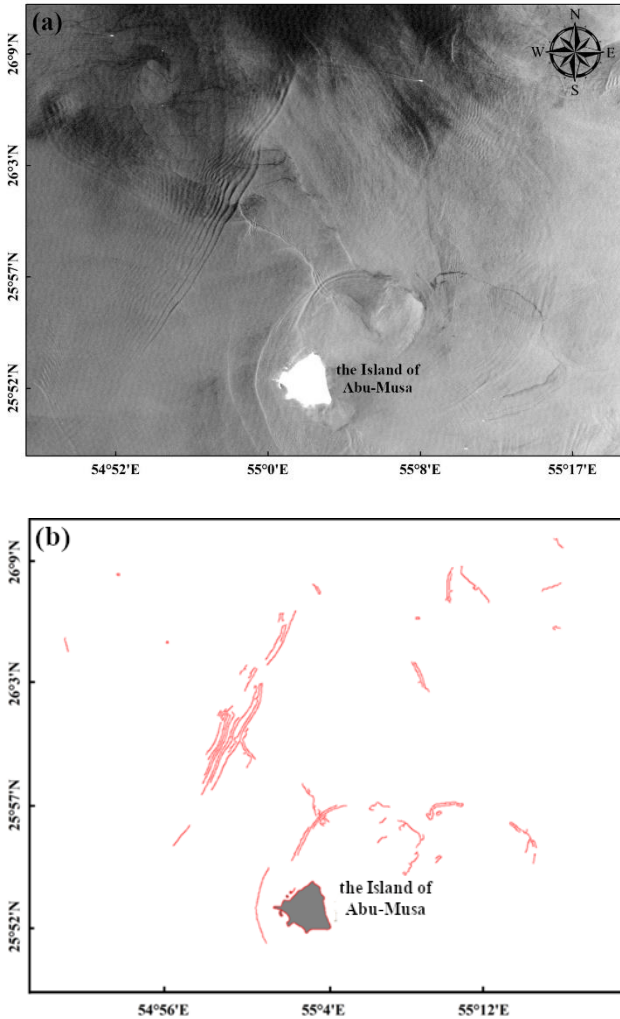 (a)
N
W
E
S
26°9'N
26°3'N
25°57'N
25°52'N
the Island of
Abu-Musa
54°52'E
55°0'E
55°8'E
55°17'E
(b)
26°9'N
26°3'N
25°57'N
25°52'N
the Island of
Abu-Musa
54°56'E
55°4'E
55°12'E